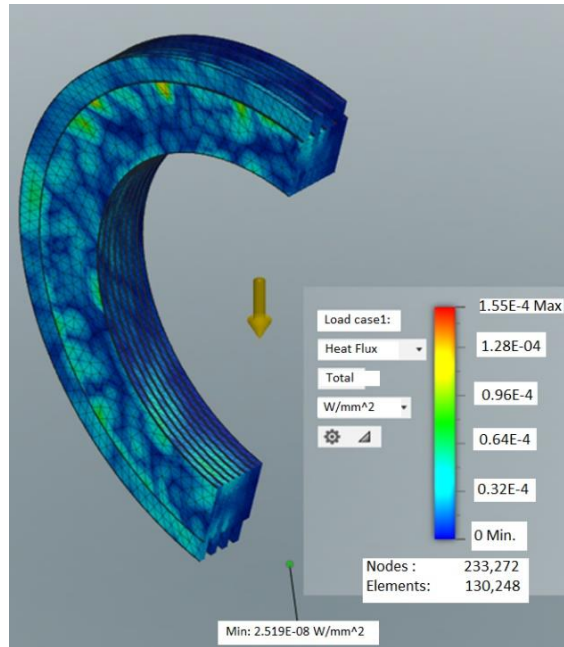 Load case1:
Heat Flux
Total
W/mm^2
1.55E-4 Max
1.28E-04
0.96E-4
0.64E-4
0.32E-4
0 Min.
Nodes : 233,272
Elements: 130,248
Min: 2.519E-08 W/mm^2